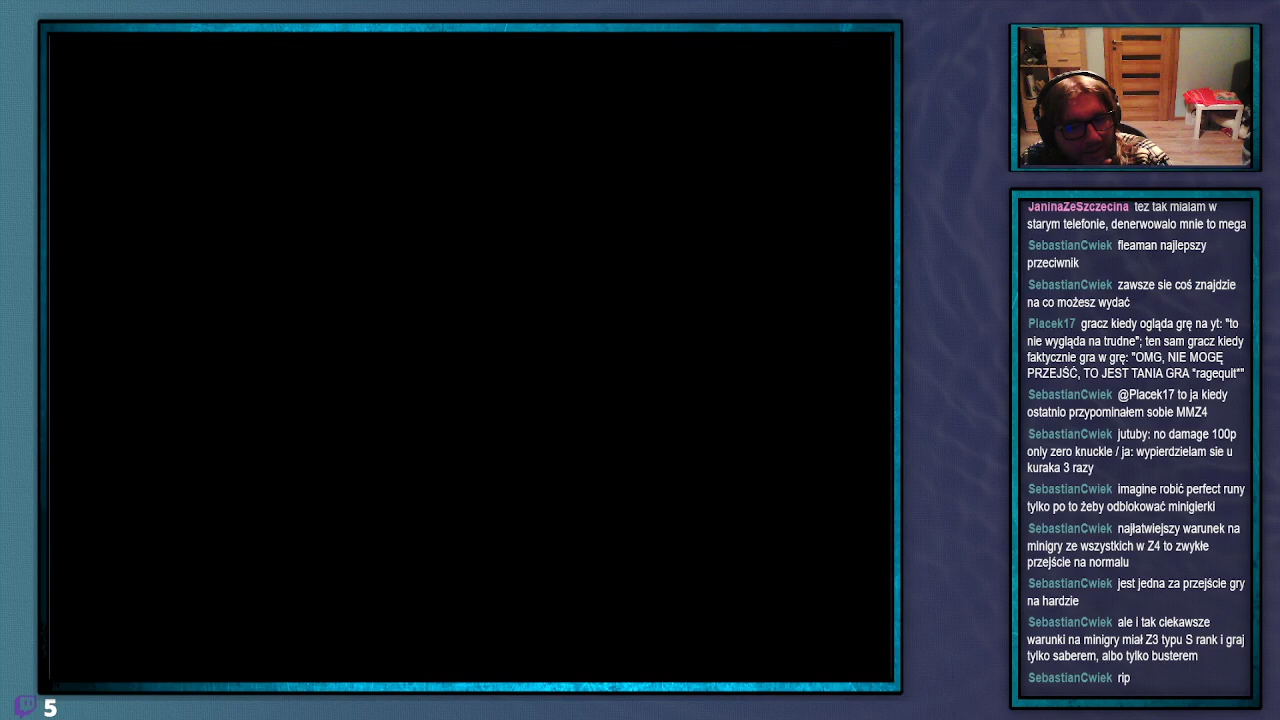 JaninaZeSzczecina też tak miałam w
starym telefonie, denerwowało mnie to mega
SebastianCwiek fleaman najlepszy
przeciwnik
SebastianCwiek zawsze sie coś znajdzie
na co możesz wydać
Placek17 gracz kiedy ogląda grę na yt: "to
nie wygląda na trudne"; ten sam gracz kiedy
faktycznie gra w grę: "OMG, NIE MOGĘ
PRZEJŚĆ, TO JEST TANIA GRA *ragequit*"
SebastianCwiek @Placek17 to ja kiedy
ostatnio przypominałem sobie MMZ4
SebastianCwiek jutuby: no damage 100p
only zero knuckle / ja: wypierdzielam sie u
kuraka 3 razy
SebastianCwiek imagine robić perfect runy
tylko po to żeby odblokować minigierki
SebastianCwiek najłatwiejszy warunek na
minigry ze wszystkich w Z4 to zwykłe
przejście na normalu
SebastianCwiek jest jedna za przejście gry
na hardzie
SebastianCwiek ale i tak ciekawsze
warunki na minigry miał Z3 typu S rank i graj
tylko saberem, albo tylko busterem
SebastianCwiek rip
5